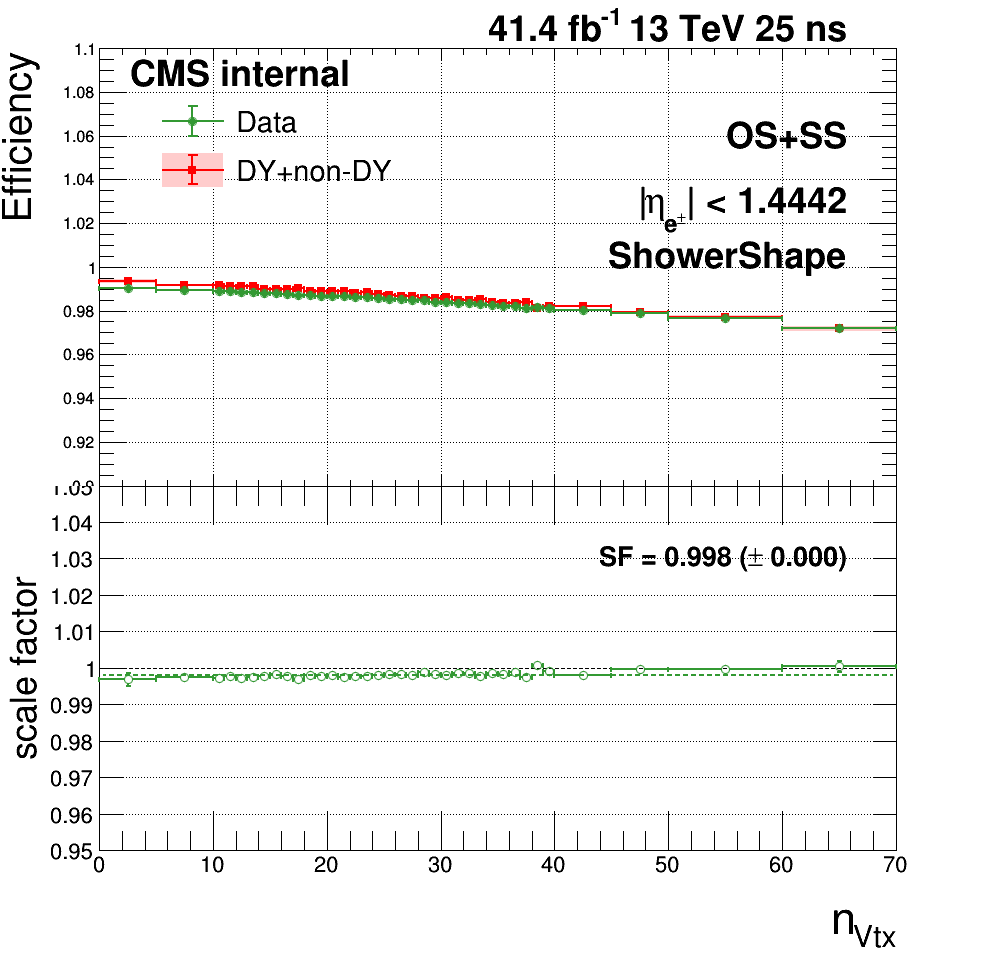 41.4 fb⁻¹ 13 TeV 25 ns
Efficiency
1.1
1.08
1.06
1.04
1.02
1
0.98
0.96
0.94
0.92
CMS internal
Data
DY+non-DY
OS+SS
|ηe±| < 1.4442
ShowerShape
scale factor
1.04
1.03
1.02
1.01
1
0.99
0.98
0.97
0.96
0.95
SF = 0.998 (± 0.000)
0 10 20 30 40 50 60 70
nVtx